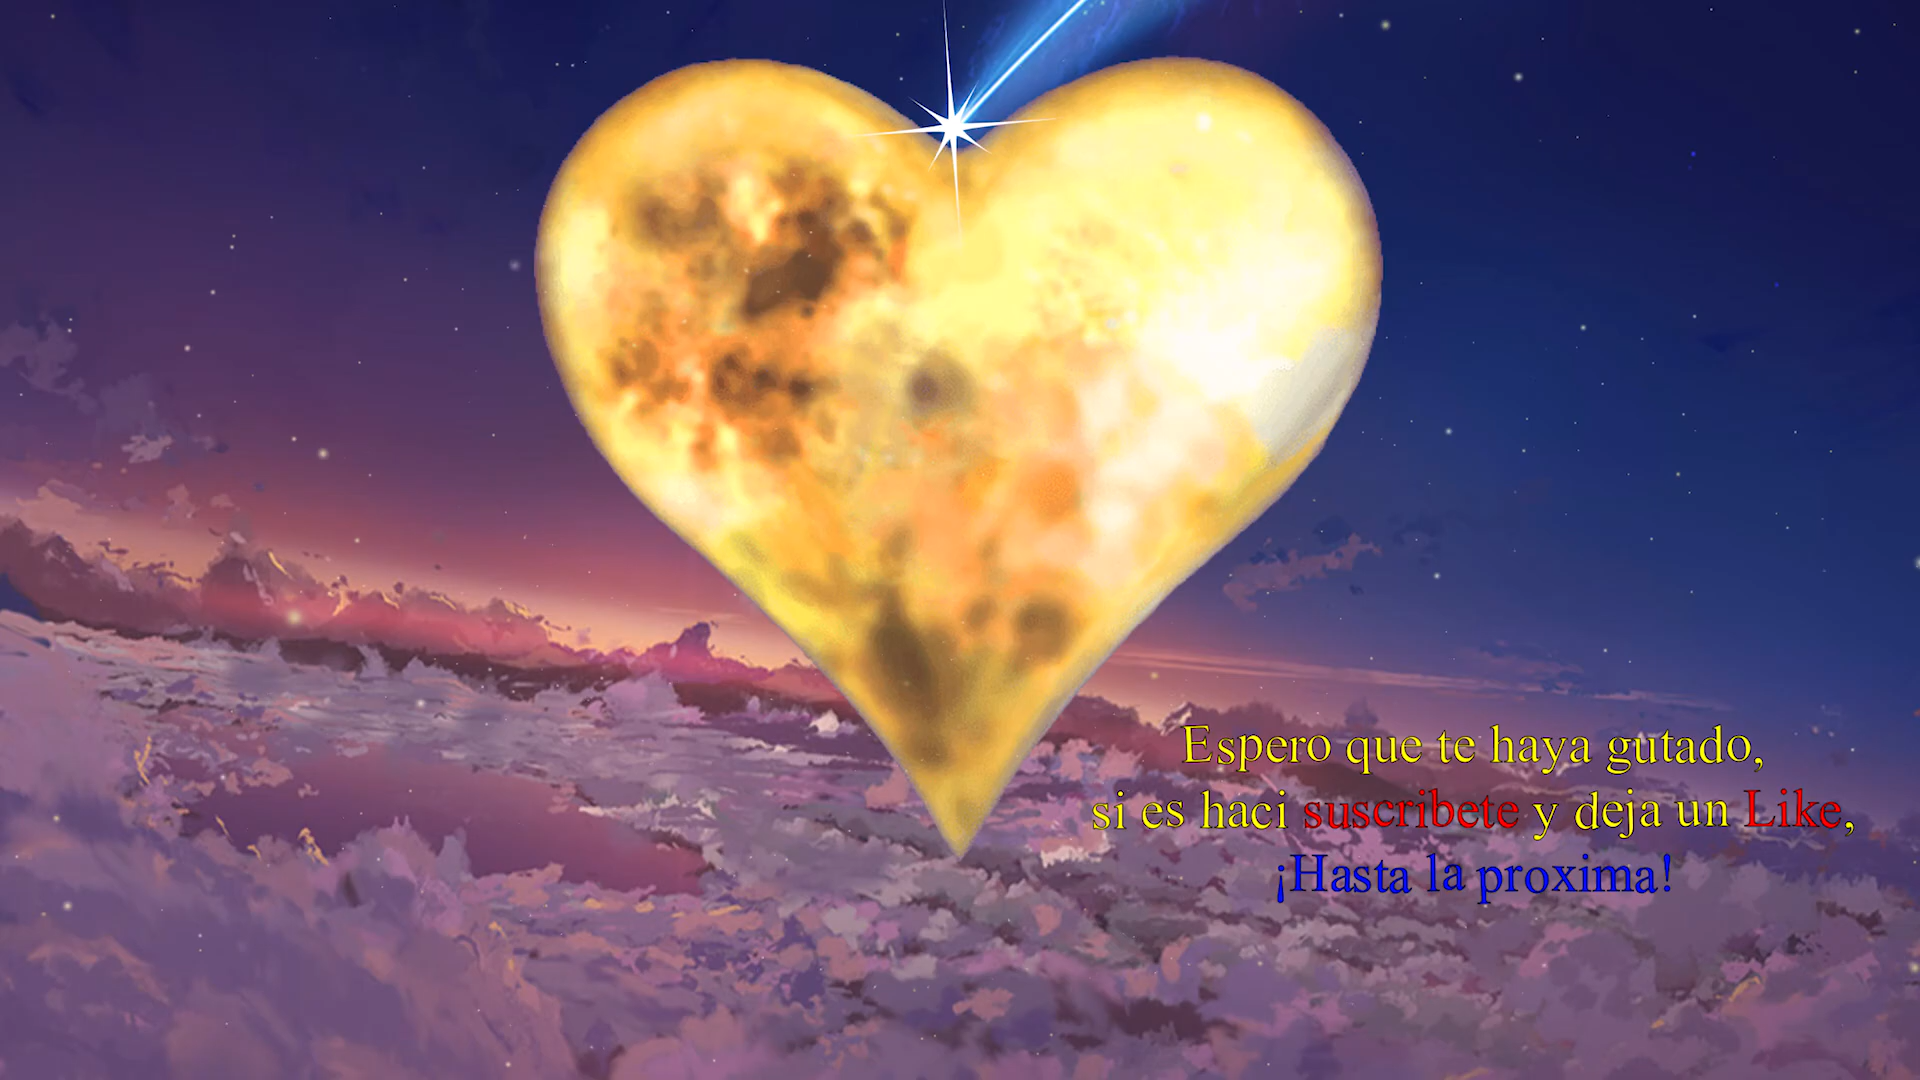 Espero que te haya gutado,
si es haci suscribete y deja un Like,
¡Hasta la proxima!